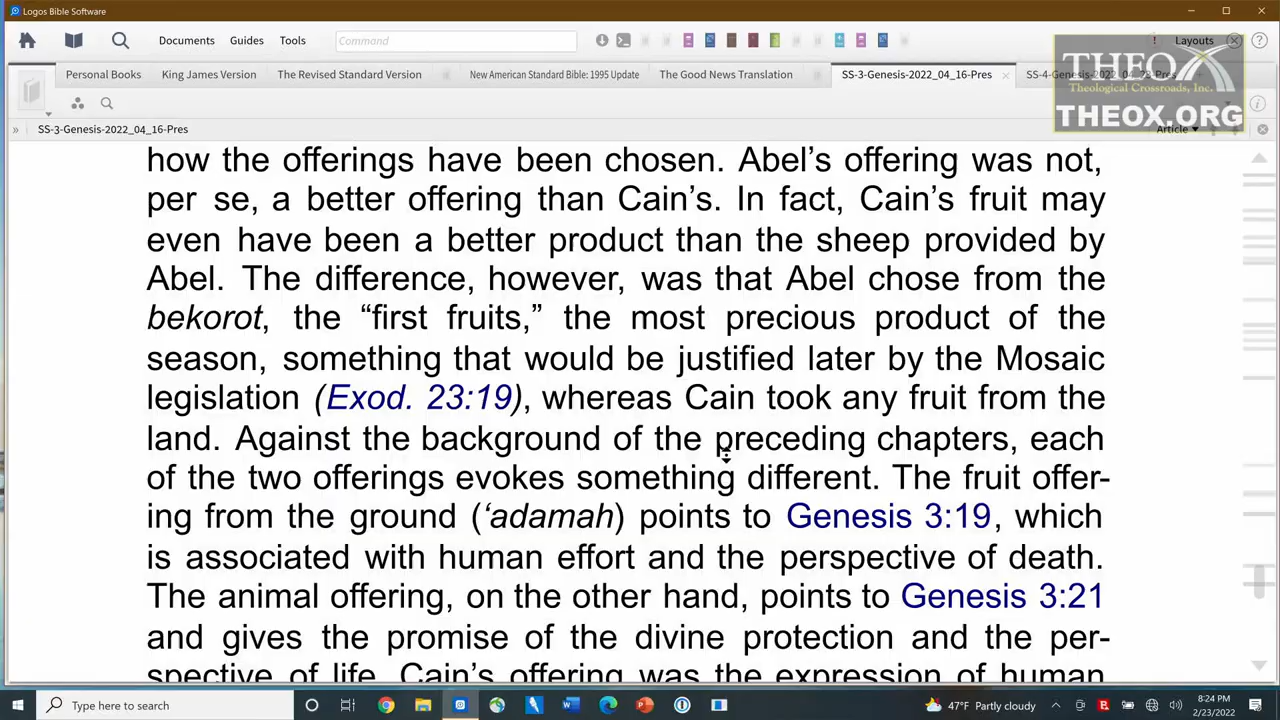 Logos Bible Software
Documents Guides Tools Command Layouts
Personal Books King James Version The Revised Standard Version New American Standard Bible: 1995 Update The Good News Translation SS-3-Genesis-2022_04_16-Pres
THEOX
Theological Crossroads, Inc.
THEOX.ORG
SS-3-Genesis-2022_04_16-Pres Article
how the offerings have been chosen. Abel’s offering was not,
per se, a better offering than Cain’s. In fact, Cain’s fruit may
even have been a better product than the sheep provided by
Abel. The difference, however, was that Abel chose from the
bekorot, the “first fruits,” the most precious product of the
season, something that would be justified later by the Mosaic
legislation (Exod. 23:19), whereas Cain took any fruit from the
land. Against the background of the preceding chapters, each
of the two offerings evokes something different. The fruit offer-
ing from the ground (‘adamah) points to Genesis 3:19, which
is associated with human effort and the perspective of death.
The animal offering, on the other hand, points to Genesis 3:21
and gives the promise of the divine protection and the per-
spective of life. Cain’s offering was the expression of human
Type here to search 47°F Partly cloudy 8:24 PM
2/23/2022